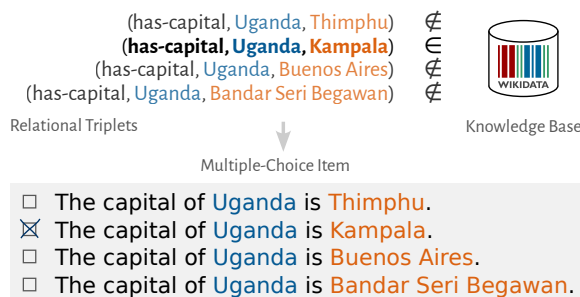 (has-capital, Uganda, Thimphu) ∉
(has-capital, Uganda, Kampala) ∈
(has-capital, Uganda, Buenos Aires) ∉
(has-capital, Uganda, Bandar Seri Begawan) ∉
WIKIDATA
Relational Triplets
Knowledge Base
Multiple-Choice Item
☐ The capital of Uganda is Thimphu.
☒ The capital of Uganda is Kampala.
☐ The capital of Uganda is Buenos Aires.
☐ The capital of Uganda is Bandar Seri Begawan.